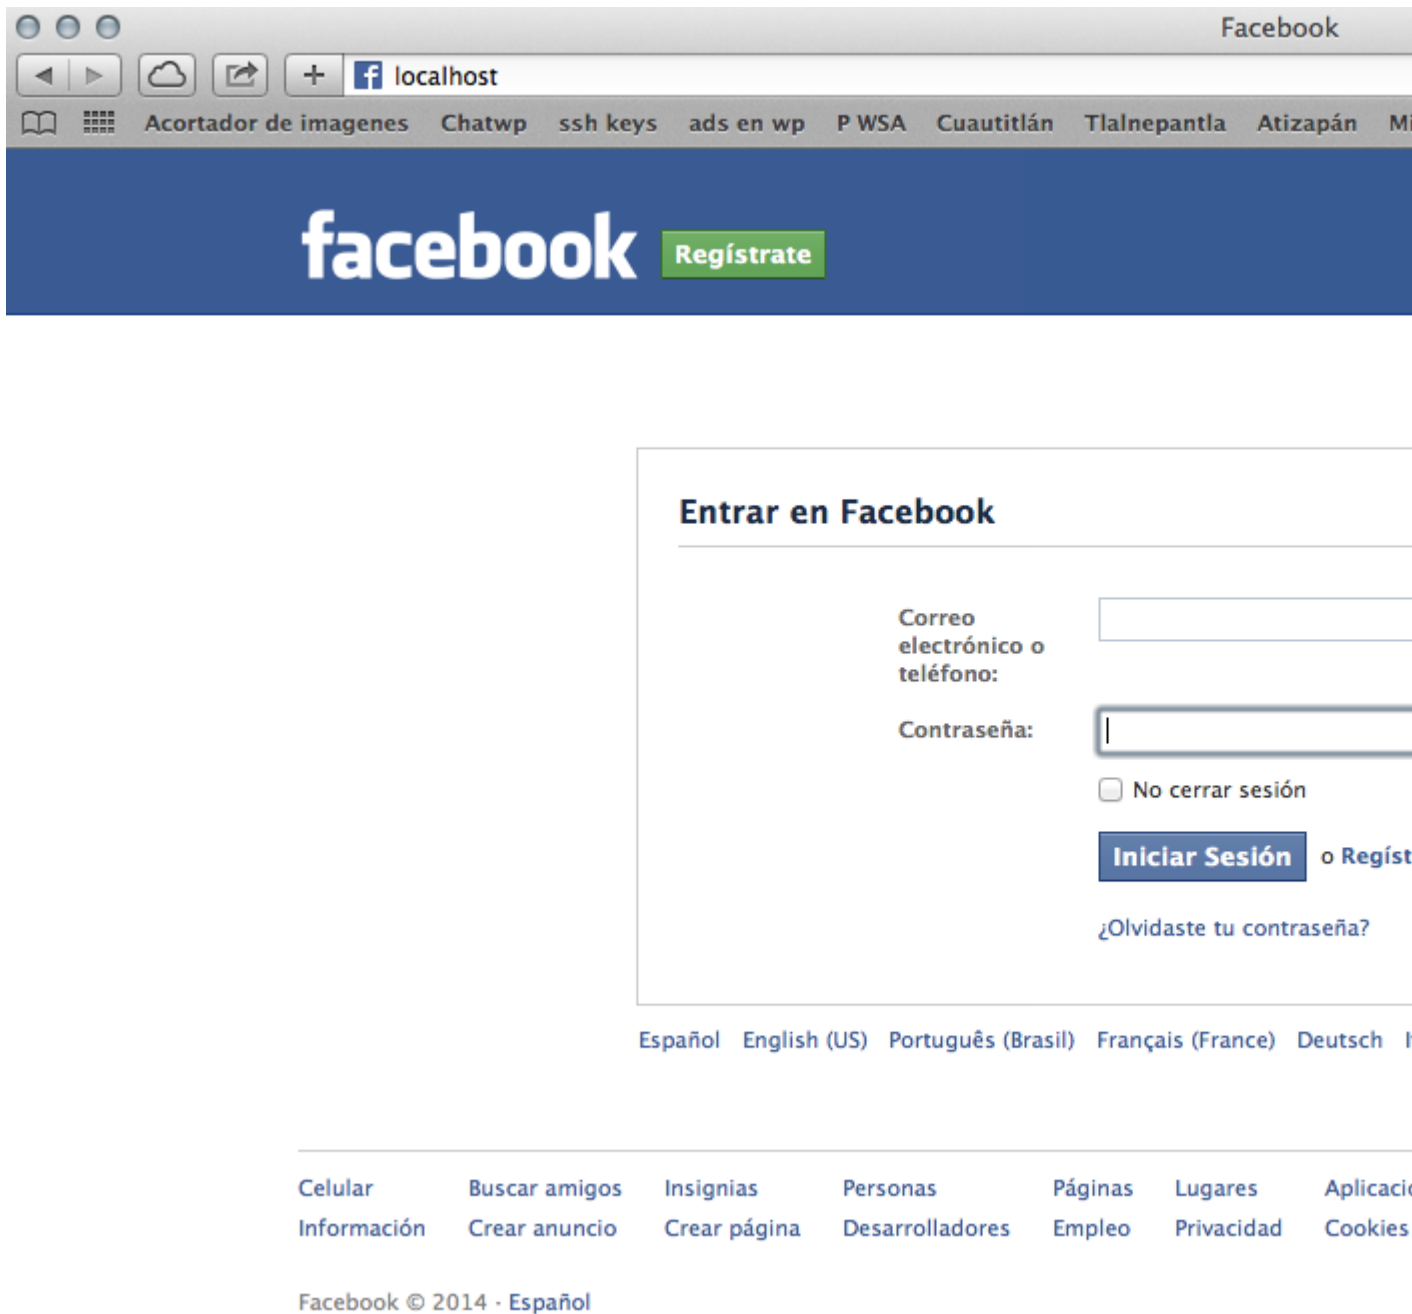 Facebook
localhost
Acortador de imagenes Chatwp ssh keys ads en wp P WSA Cuautitlán Tlalnepantla Atizapán
facebook Regístrate
Entrar en Facebook
Correo
electrónico o
teléfono:
Contraseña:
No cerrar sesión
Iniciar Sesión o Regíst
¿Olvidaste tu contraseña?
Español English (US) Português (Brasil) Français (France) Deutsch
Celular Buscar amigos Insignias Personas Páginas Lugares Aplicacio
Información Crear anuncio Crear página Desarrolladores Empleo Privacidad Cookies
Facebook © 2014 · Español